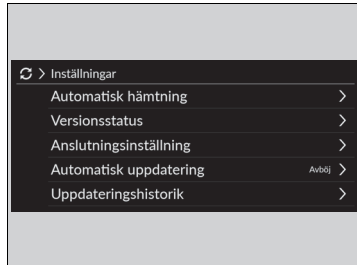 Inställningar
Automatisk hämtning
Versionsstatus
Anslutningsinställning
Automatisk uppdatering Avböj
Uppdateringshistorik